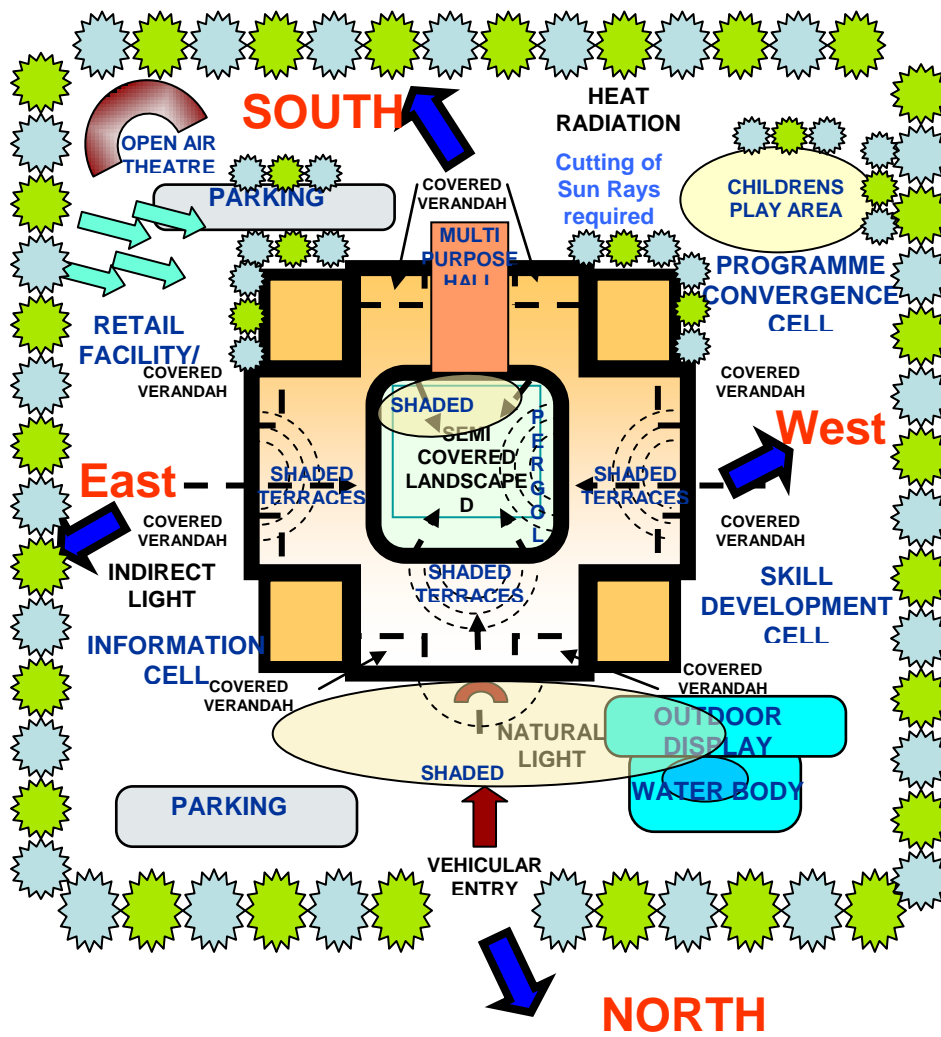 SOUTH
HEAT
RADIATION
OPEN AIR
THEATRE
Cutting of
Sun Rays
required
PARKING
COVERED
VERANDAH
CHILDRENS
PLAY AREA
MULTI
PURPOSE
HALL
PROGRAMME
CONVERGENCE
CELL
RETAIL
FACILITY/
COVERED
VERANDAH
COVERED
VERANDAH
SHADED
SEMI
COVERED
LANDSCAPE
D
P
E
R
G
O
L
West
East
SHADED
TERRACES
SHADED
TERRACES
COVERED
VERANDAH
COVERED
VERANDAH
INDIRECT
LIGHT
SHADED
TERRACES
SKILL
DEVELOPMENT
CELL
INFORMATION
CELL
COVERED
VERANDAH
COVERED
VERANDAH
OUTDOOR
DISPLAY
NATURAL
LIGHT
SHADED
WATER BODY
PARKING
VEHICULAR
ENTRY
NORTH